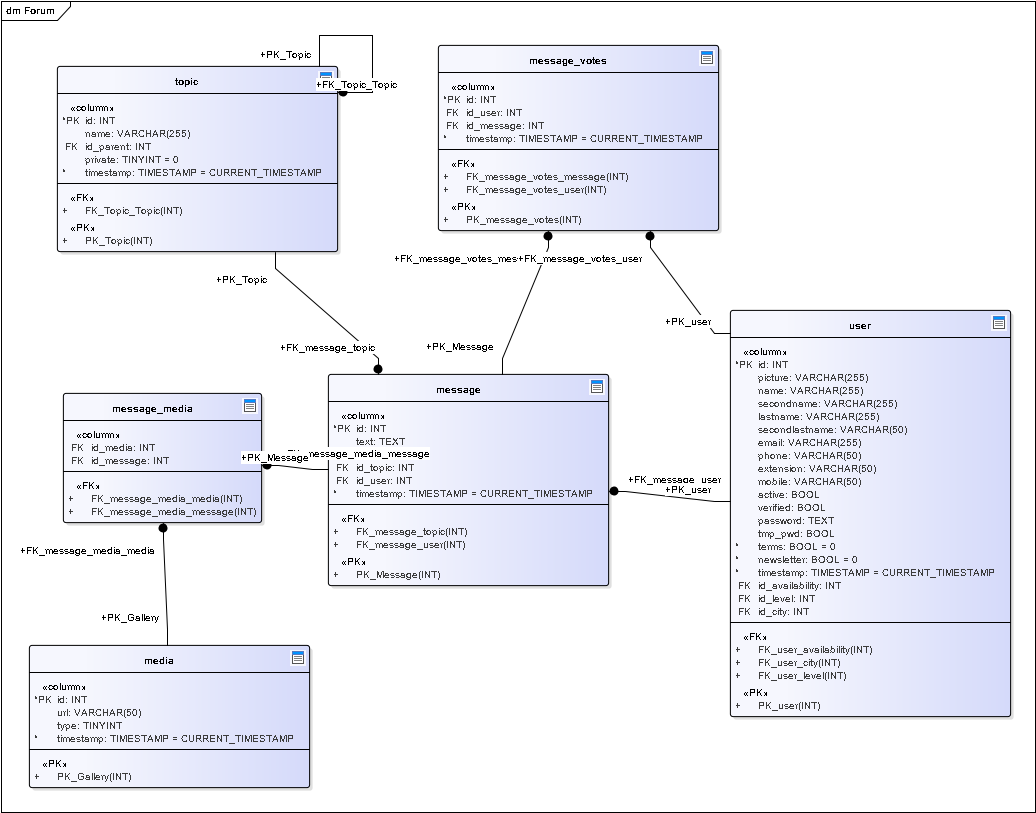 dm Forum
+PK_Topic
+FK_Topic_Topic
topic
«column»
*PK id: INT
name: VARCHAR(255)
FK id_parent: INT
private: TINYINT = 0
* timestamp: TIMESTAMP = CURRENT_TIMESTAMP
«FK»
+ FK_Topic_Topic(INT)
«PK»
+ PK_Topic(INT)
message_votes
«column»
*PK id: INT
FK id_user: INT
FK id_message: INT
* timestamp: TIMESTAMP = CURRENT_TIMESTAMP
«FK»
+ FK_message_votes_message(INT)
+ FK_message_votes_user(INT)
«PK»
+ PK_message_votes(INT)
+FK_message_votes_mes
+FK_message_votes_user
+PK_Topic
+FK_message_topic
+PK_Message
+PK_user
user
«column»
*PK id: INT
picture: VARCHAR(255)
name: VARCHAR(255)
secondname: VARCHAR(255)
lastname: VARCHAR(255)
secondlastname: VARCHAR(50)
email: VARCHAR(255)
phone: VARCHAR(50)
extension: VARCHAR(50)
mobile: VARCHAR(50)
active: BOOL
verified: BOOL
password: TEXT
tmp_pwd: BOOL
* terms: BOOL = 0
* newsletter: BOOL = 0
* timestamp: TIMESTAMP = CURRENT_TIMESTAMP
FK id_availability: INT
FK id_level: INT
FK id_city: INT
«FK»
+ FK_user_availability(INT)
+ FK_user_city(INT)
+ FK_user_level(INT)
«PK»
+ PK_user(INT)
message
«column»
*PK id: INT
text: TEXT
FK id_topic: INT
FK id_user: INT
* timestamp: TIMESTAMP = CURRENT_TIMESTAMP
«FK»
+ FK_message_topic(INT)
+ FK_message_user(INT)
«PK»
+ PK_Message(INT)
message_media_message
+PK_Message
+FK_message_user
+PK_user
message_media
«column»
FK id_media: INT
FK id_message: INT
«FK»
+ FK_message_media_media(INT)
+ FK_message_media_message(INT)
+FK_message_media_media
+PK_Gallery
media
«column»
*PK id: INT
url: VARCHAR(50)
type: TINYINT
* timestamp: TIMESTAMP = CURRENT_TIMESTAMP
«PK»
+ PK_Gallery(INT)